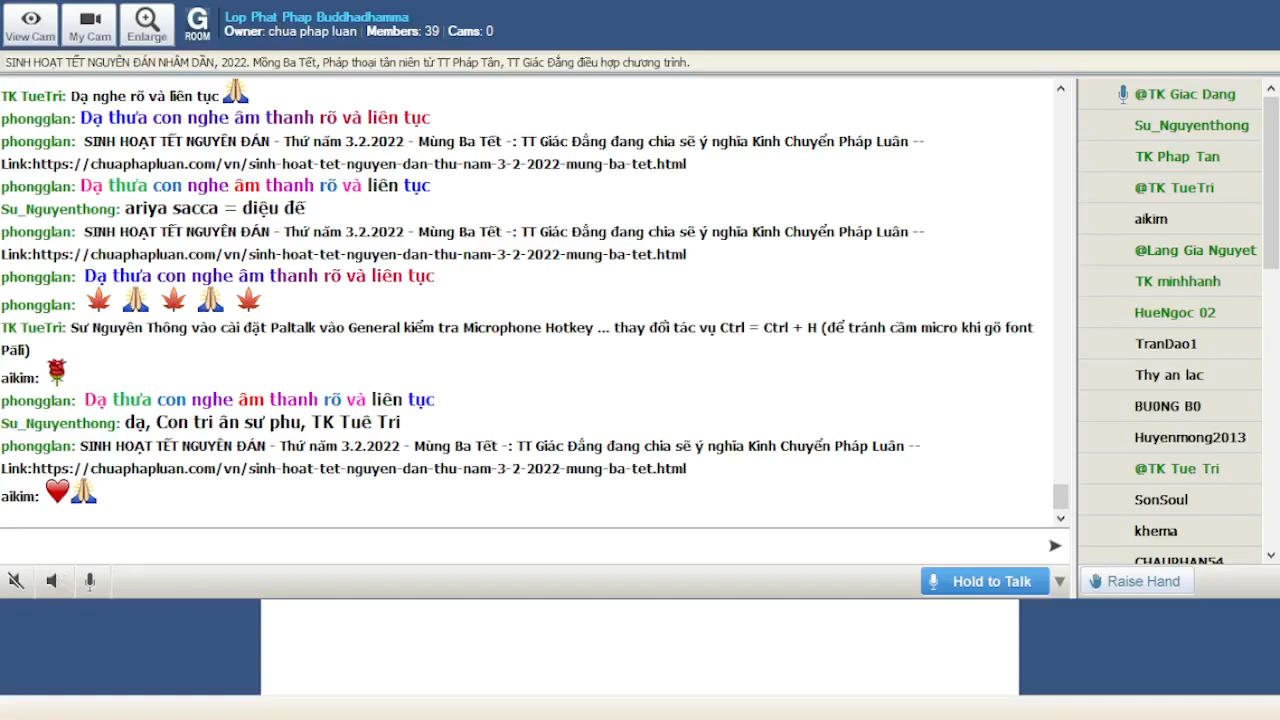 View Cam
My Cam
Enlarge
G
ROOM
Lop Phat Phap Buddhadhamma
Owner: chua phap luan | Members: 39 | Cams: 0
SINH HOẠT TẾT NGUYÊN ĐÁN NHÂM DẦN, 2022. Mồng Ba Tết, Pháp thoại tân niên từ TT Pháp Tân, TT Giác Đẳng điều hợp chương trình.
TK TueTri: Dạ nghe rõ và liên tục
phongglan: Dạ thưa con nghe âm thanh rõ và liên tục
phongglan: SINH HOẠT TẾT NGUYÊN ĐÁN - Thứ năm 3.2.2022 - Mùng Ba Tết -: TT Giác Đẳng đang chia sẽ ý nghĩa Kinh Chuyển Pháp Luân --
Link:https://chuaphapluan.com/vn/sinh-hoat-tet-nguyen-dan-thu-nam-3-2-2022-mung-ba-tet.html
phongglan: Dạ thưa con nghe âm thanh rõ và liên tục
Su_Nguyenthong: ariya sacca = diệu đế
phongglan: SINH HOẠT TẾT NGUYÊN ĐÁN - Thứ năm 3.2.2022 - Mùng Ba Tết -: TT Giác Đẳng đang chia sẽ ý nghĩa Kinh Chuyển Pháp Luân --
Link:https://chuaphapluan.com/vn/sinh-hoat-tet-nguyen-dan-thu-nam-3-2-2022-mung-ba-tet.html
phongglan: Dạ thưa con nghe âm thanh rõ và liên tục
phongglan:
TK TueTri: Sư Nguyên Thông vào cài đặt Paltalk vào General kiểm tra Microphone Hotkey ... thay đổi tác vụ Ctrl = Ctrl + H (để tránh cầm micro khi gõ font
Pāli)
aikim:
phongglan: Dạ thưa con nghe âm thanh rõ và liên tục
Su_Nguyenthong: dạ, Con tri ân sư phụ, TK Tuê Tri
phongglan: SINH HOẠT TẾT NGUYÊN ĐÁN - Thứ năm 3.2.2022 - Mùng Ba Tết -: TT Giác Đẳng đang chia sẽ ý nghĩa Kinh Chuyển Pháp Luân --
Link:https://chuaphapluan.com/vn/sinh-hoat-tet-nguyen-dan-thu-nam-3-2-2022-mung-ba-tet.html
aikim:
Hold to Talk
@TK Giac Dang
Su_Nguyenthong
TK Phap Tan
@TK TueTri
aikim
@Lang Gia Nguyet
TK minhhanh
HueNgoc 02
TranDao1
Thy an lac
BU0NG B0
Huyenmong2013
@TK Tue Tri
SonSoul
khema
CHAUPHAN54
Raise Hand